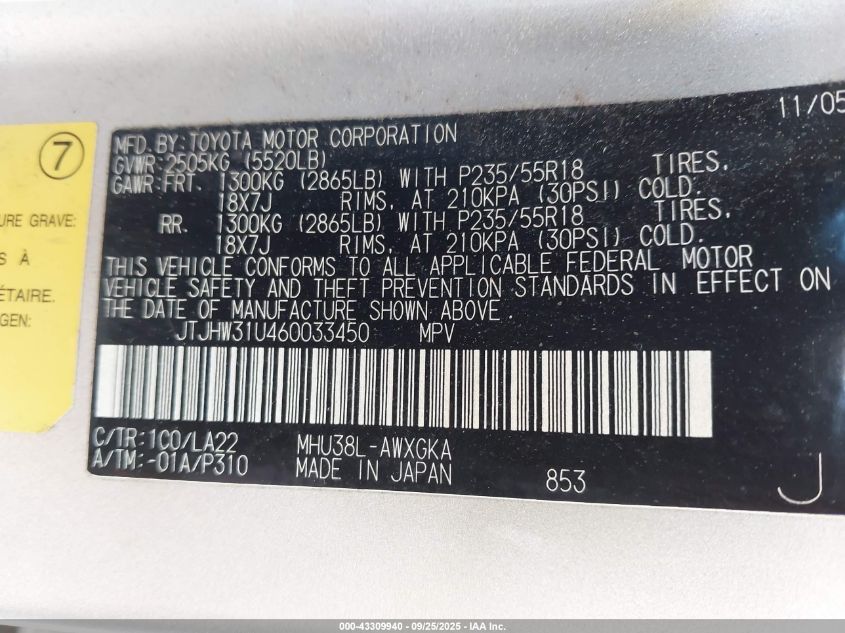 11/05
MFD.BY:TOYOTA MOTOR CORPORATION
GVWR:2505KG (5520LB)
GAWR:FRT. 1300KG (2865LB) WITH P235/55R18 TIRES.
18X7J RIMS. AT 210KPA (30PSI) COLD.
RR. 1300KG (2865LB) WITH P235/55R18 TIRES.
18X7J RIMS. AT 210KPA (30PSI) COLD.
THIS VEHICLE CONFORMS TO ALL APPLICABLE FEDERAL MOTOR
VEHICLE SAFETY AND THEFT PREVENTION STANDARDS IN EFFECT ON
THE DATE OF MANUFACTURE SHOWN ABOVE.
JTJHW31U460033450 MPV
C/TR:1C0/LA22 MHU38L-AWXGKA
A/TM:-01A/P310 MADE IN JAPAN 853
J
7
URE GRAVE:
S À
ÉTAIRE.
GEN:
000-43309940 - 09/25/2025 - IAA Inc.